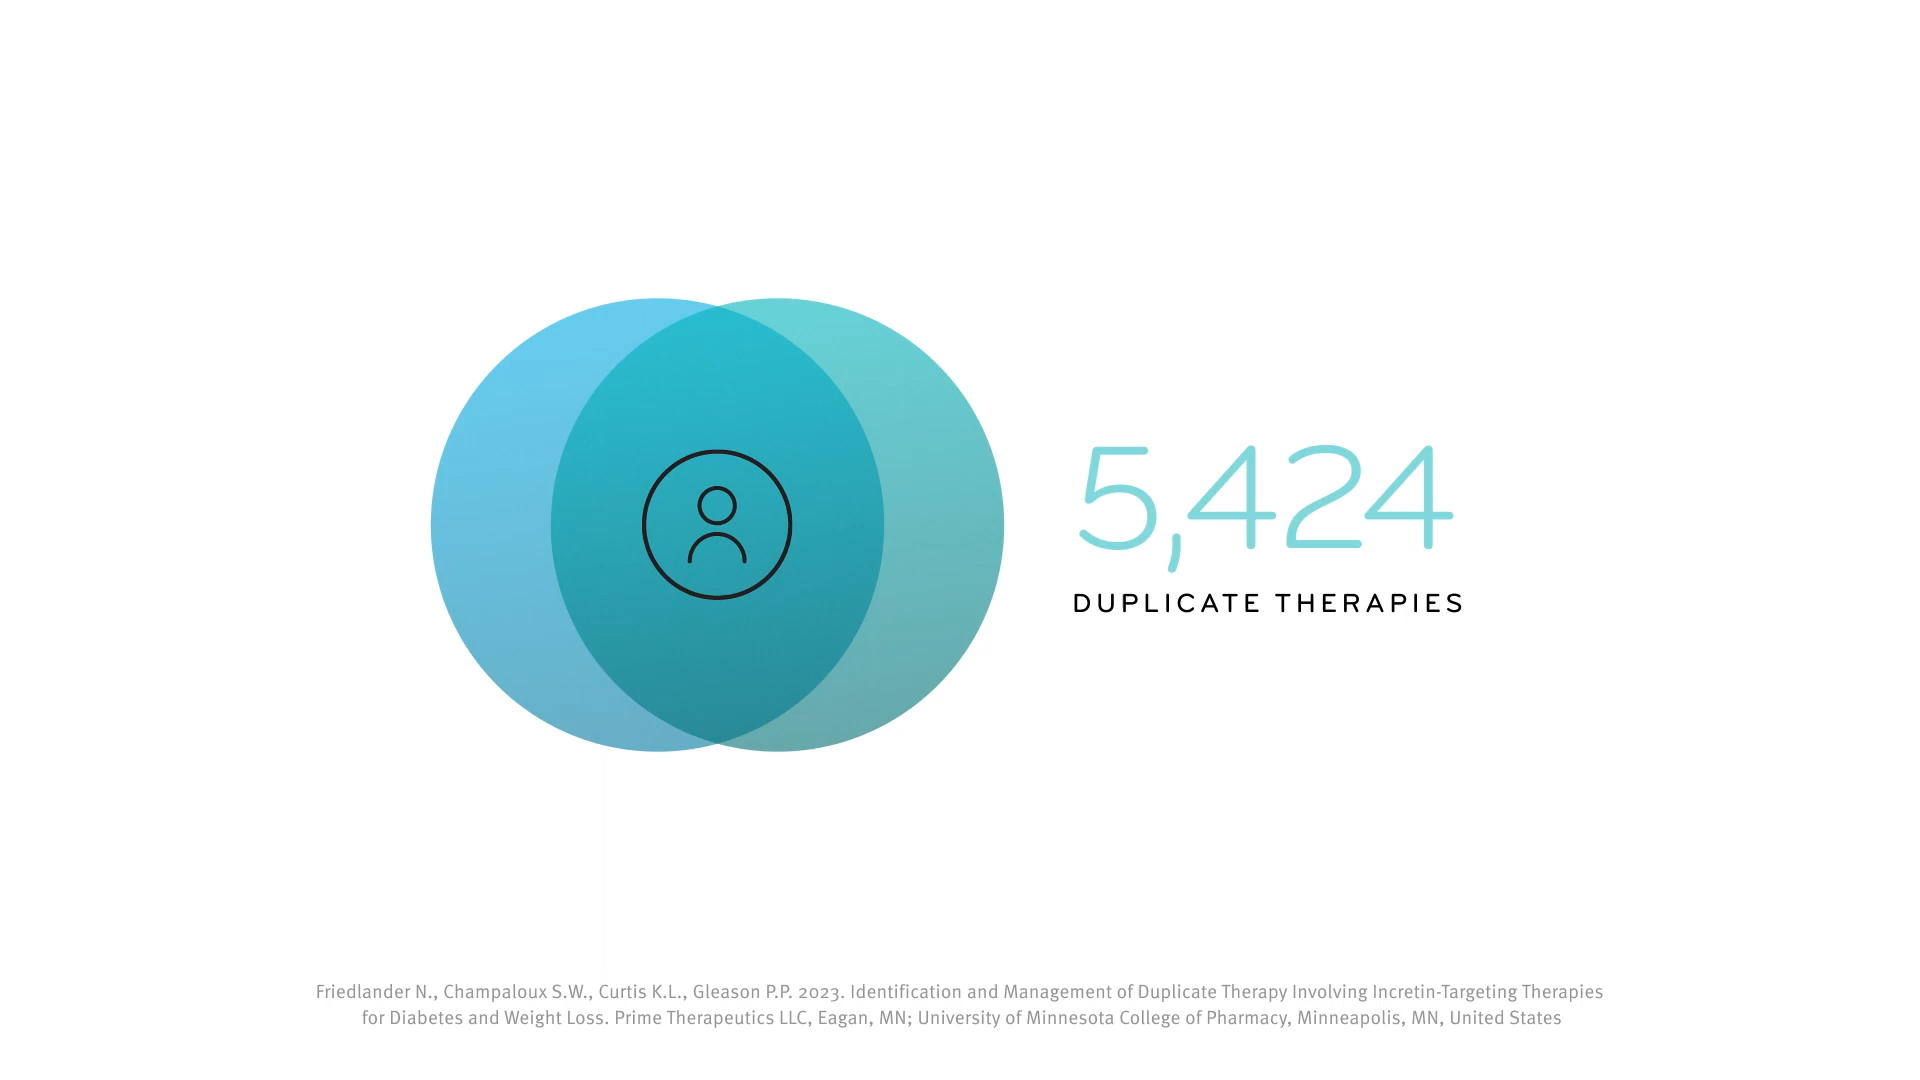 5,424
DUPLICATE THERAPIES
Friedlander N., Champaloux S.W., Curtis K.L., Gleason P.P. 2023. Identification and Management of Duplicate Therapy Involving Incretin-Targeting Therapies
for Diabetes and Weight Loss. Prime Therapeutics LLC, Eagan, MN; University of Minnesota College of Pharmacy, Minneapolis, MN, United States